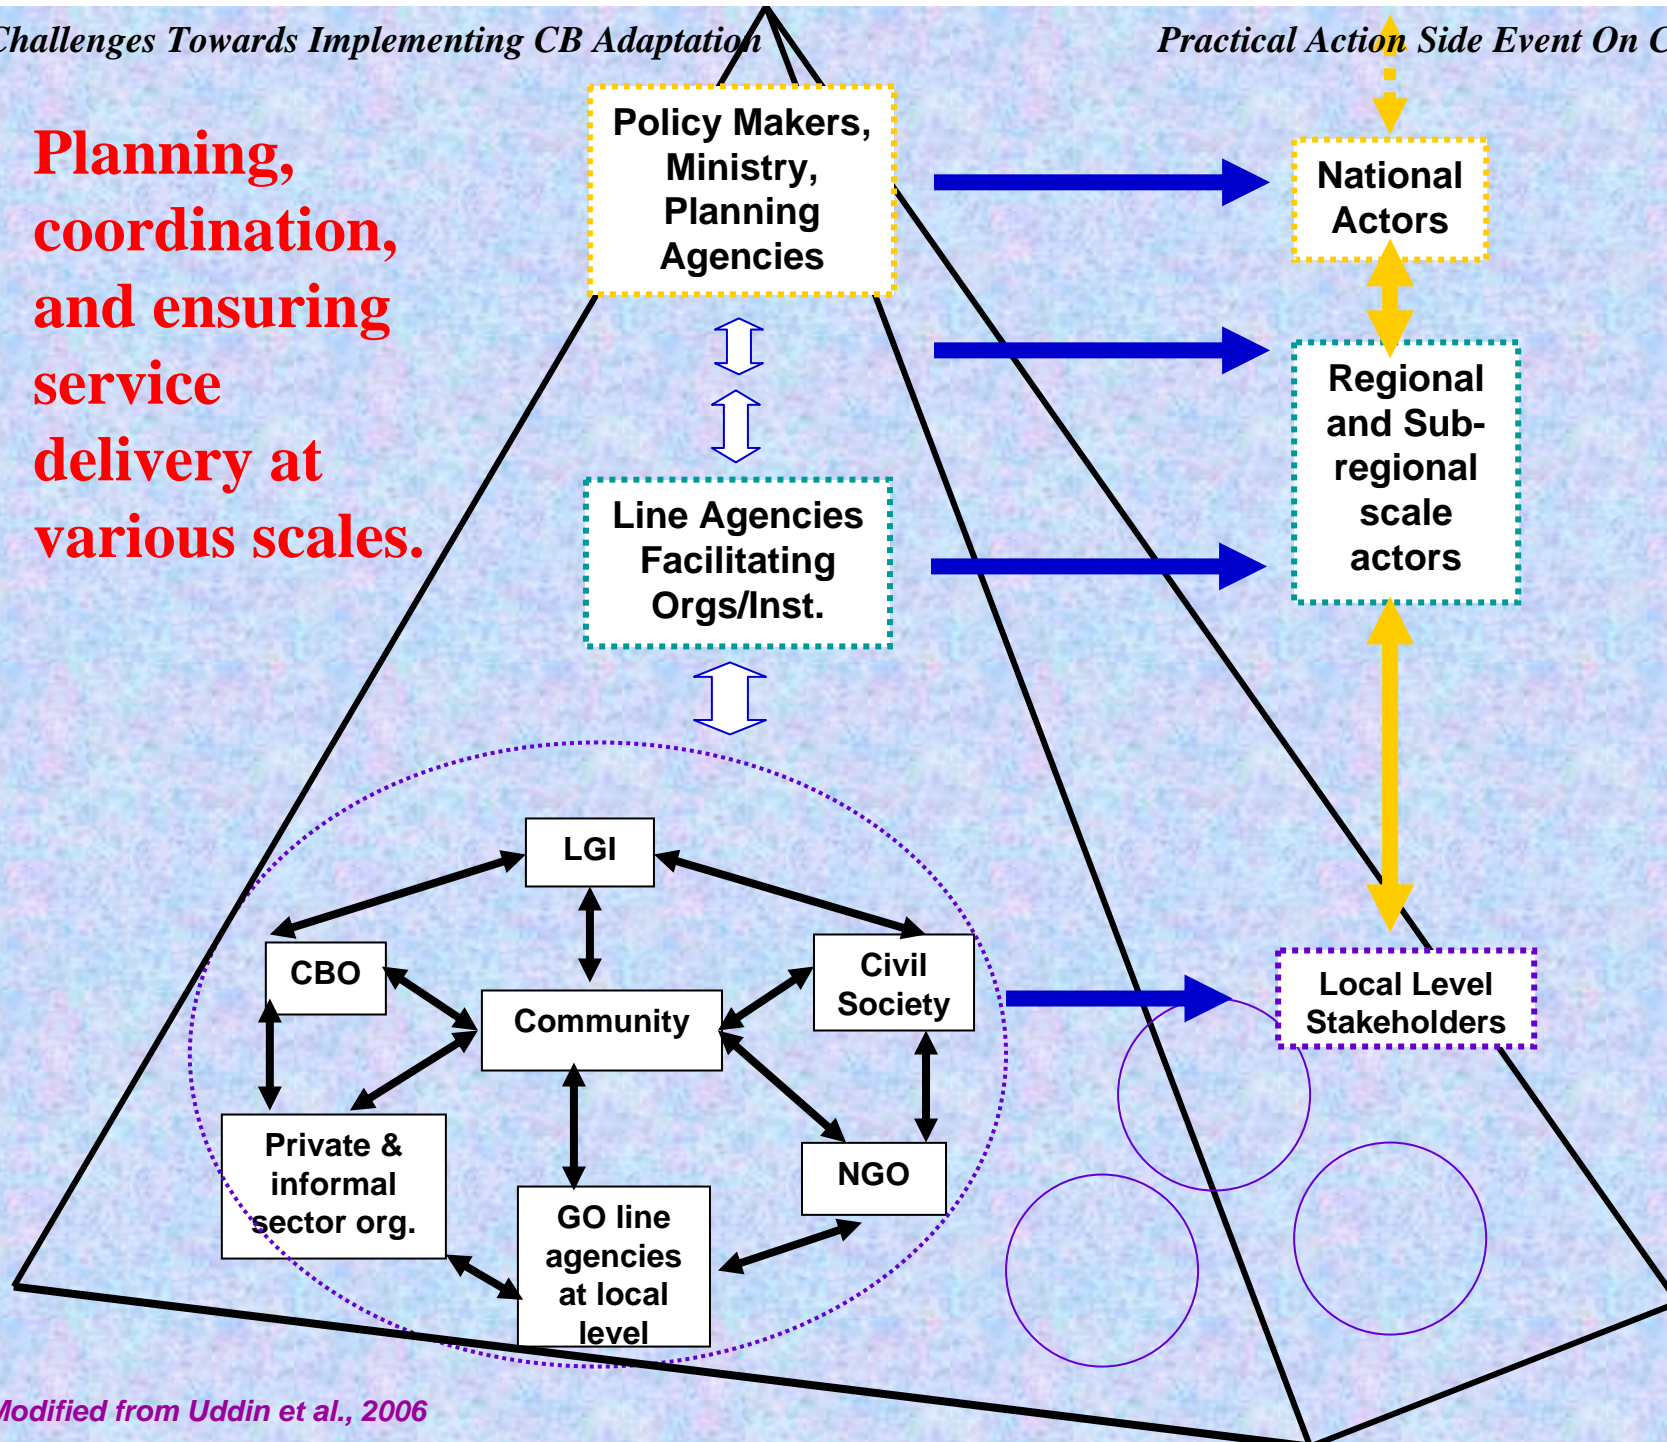 Challenges Towards Implementing CB Adaptation
Practical Action Side Event On C
Planning,
coordination,
and ensuring
service
delivery at
various scales.
Policy Makers,
Ministry,
Planning
Agencies
National
Actors
Regional
and Sub-
regional
scale
actors
Line Agencies
Facilitating
Orgs/Inst.
LGI
CBO
Civil
Society
Community
Local Level
Stakeholders
Private &
informal
sector org.
NGO
GO line
agencies
at local
level
Modified from Uddin et al., 2006